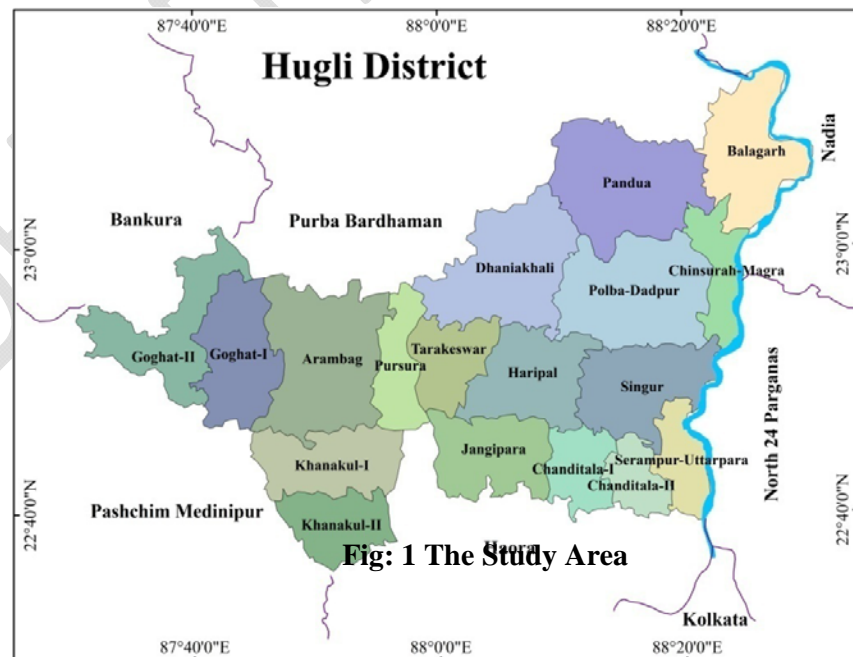 87°40'0"E 88°0'0"E 88°20'0"E
Hugli District
Nadia
Balagarh
Pandua
Bankura
Purba Bardhaman
23°0'0"N
23°0'0"N
Dhaniakhali
Chinsurah-Magra
Polba-Dadpur
Goghat-II
Goghat-I
Arambag
Pursura
Tarakeswar
Haripal
Singur
North 24 Parganas
Khanakul-I
Jangipara
Chanditala-I
Serampur-Uttarpara
Chanditala-II
22°40'0"N
22°40'0"N
Pashchim Medinipur
Khanakul-II
Haora
Fig: 1 The Study Area
Kolkata
87°40'0"E 88°0'0"E 88°20'0"E